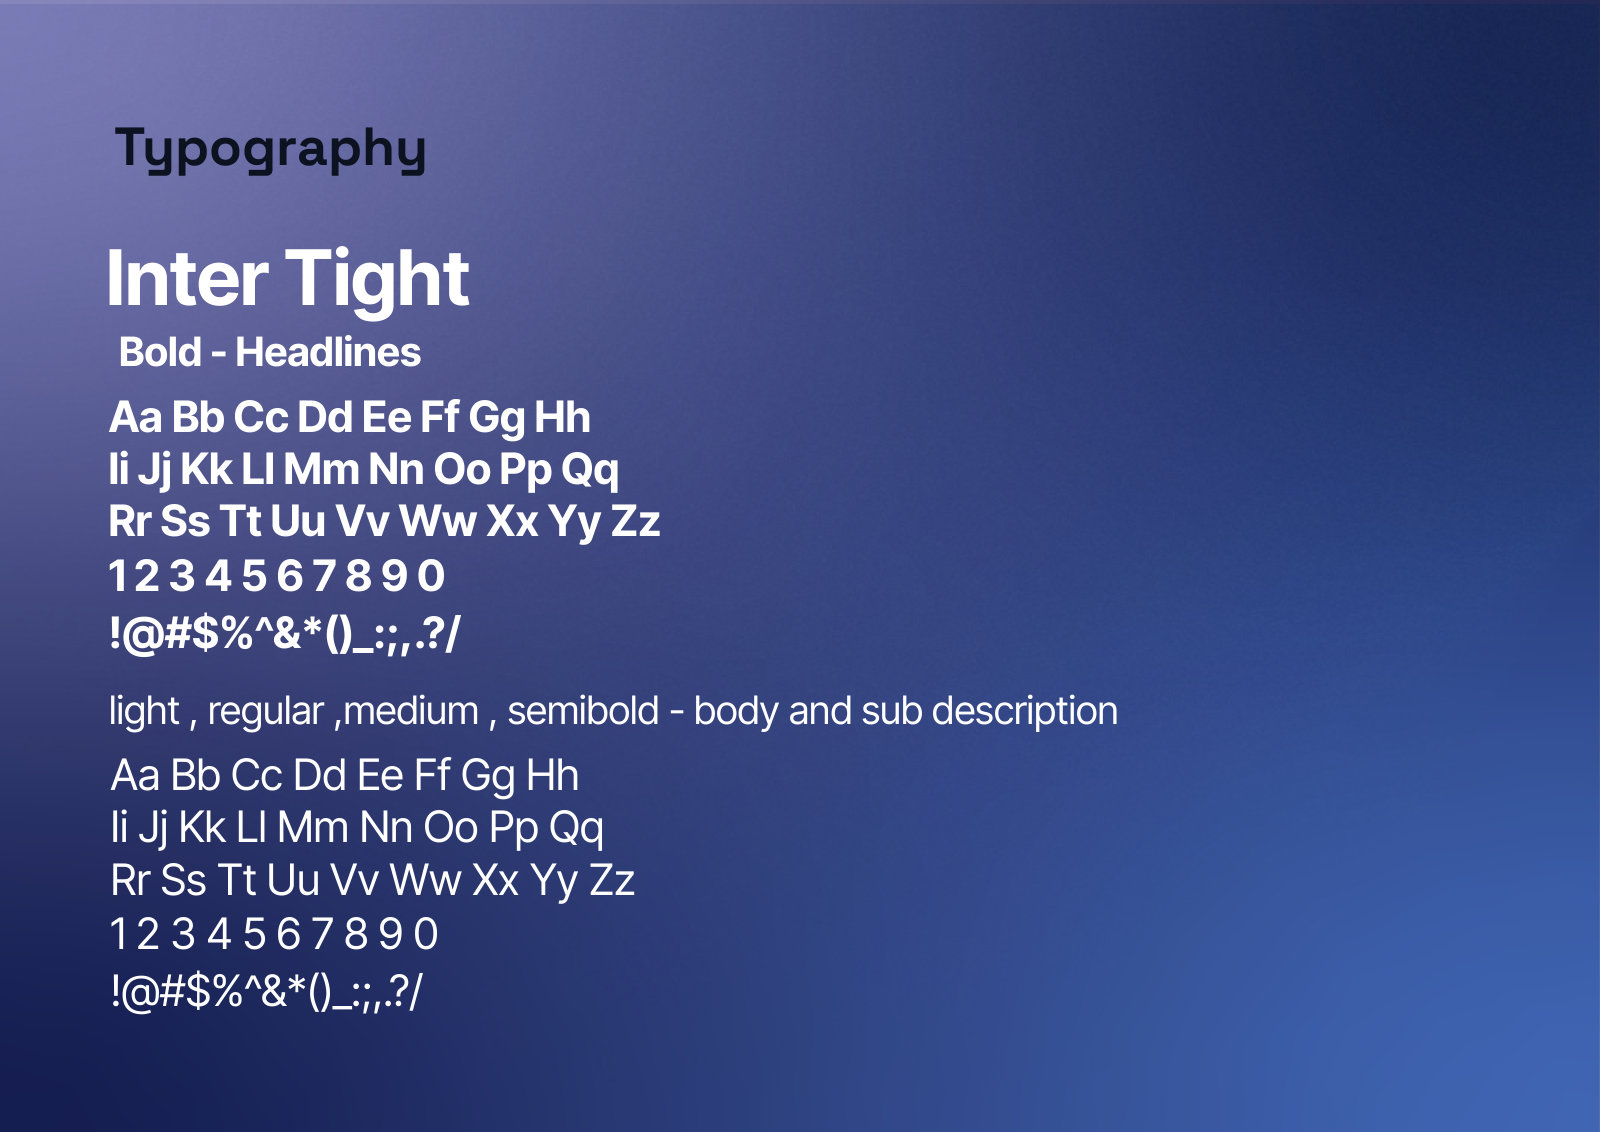 Typography
Inter Tight
Bold - Headlines
Aa Bb Cc Dd Ee Ff Gg Hh
Ii Jj Kk Ll Mm Nn Oo Pp Qq
Rr Ss Tt Uu Vv Ww Xx Yy Zz
1 2 3 4 5 6 7 8 9 0
!@#$%^&*()_:;,.?/
light , regular ,medium , semibold - body and sub description
Aa Bb Cc Dd Ee Ff Gg Hh
Ii Jj Kk Ll Mm Nn Oo Pp Qq
Rr Ss Tt Uu Vv Ww Xx Yy Zz
1 2 3 4 5 6 7 8 9 0
!@#$%^&*()_:;,.?/